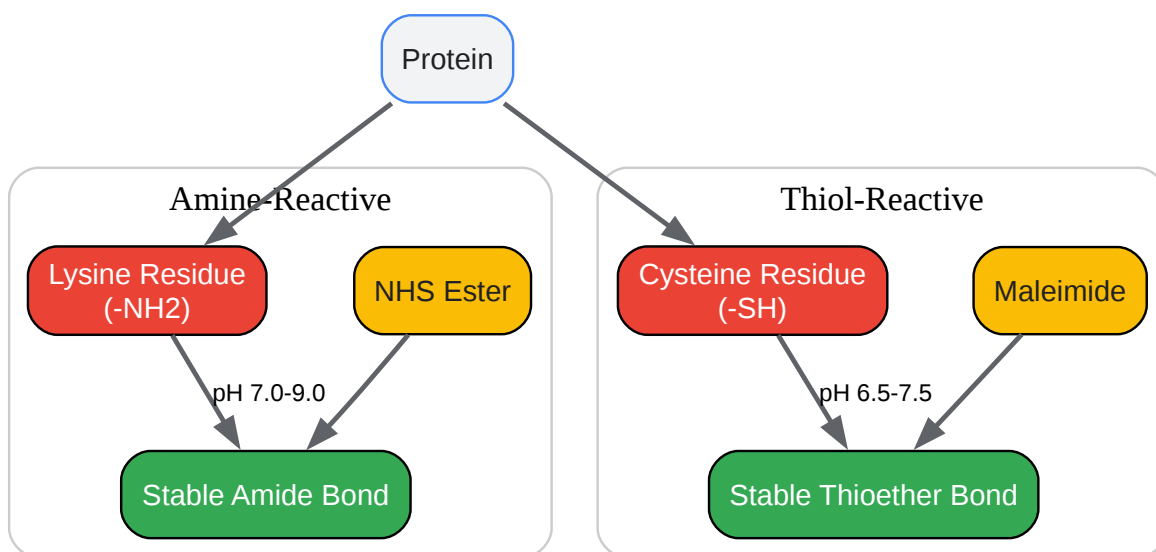 Protein
Amine-Reactive
Thiol-Reactive
Lysine Residue
(-NH2)
NHS Ester
Cysteine Residue
(-SH)
Maleimide
pH 7.0-9.0
pH 6.5-7.5
Stable Amide Bond
Stable Thioether Bond